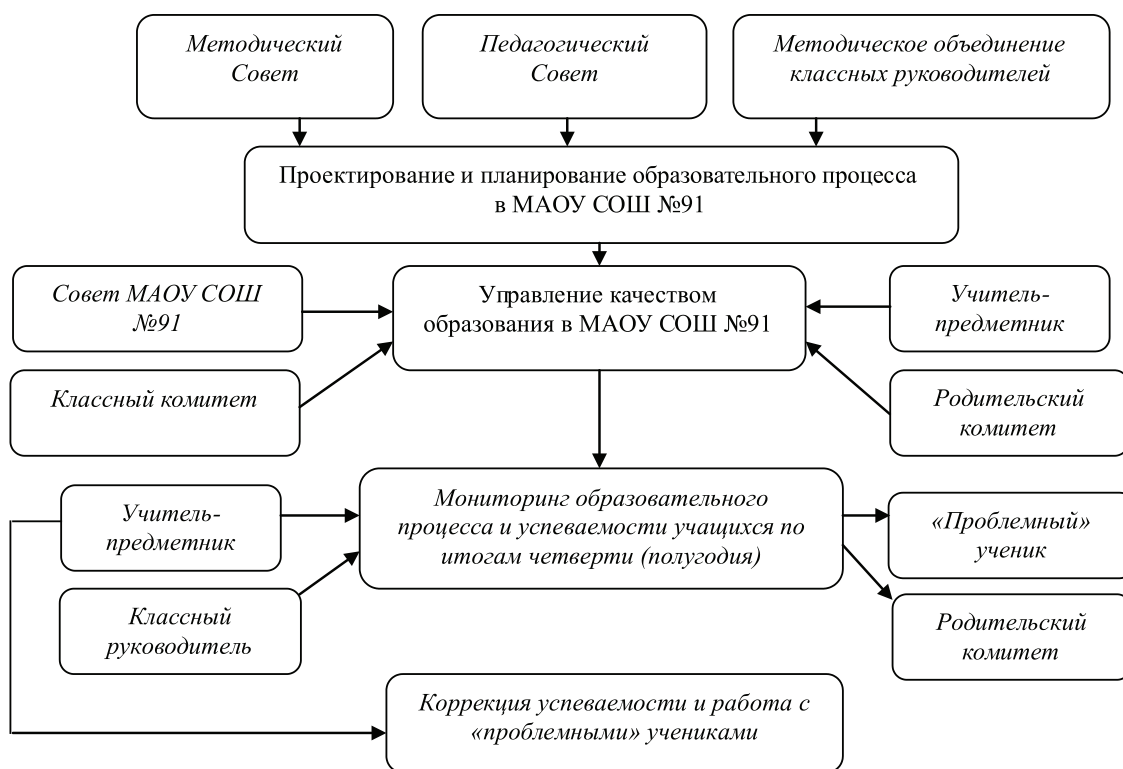 Методический
Совет
Педагогический
Совет
Методическое объединение
классных руководителей
Проектирование и планирование образовательного процесса
в МАОУ СОШ №91
Совет МАОУ СОШ
№91
Управление качеством
образования в МАОУ СОШ №91
Учитель-
предметник
Классный комитет
Родительский
комитет
Учитель-
предметник
Мониторинг образовательного
процесса и успеваемости учащихся по
итогам четверти (полугодия)
«Проблемный»
ученик
Классный
руководитель
Родительский
комитет
Коррекция успеваемости и работа с
«проблемными» учениками